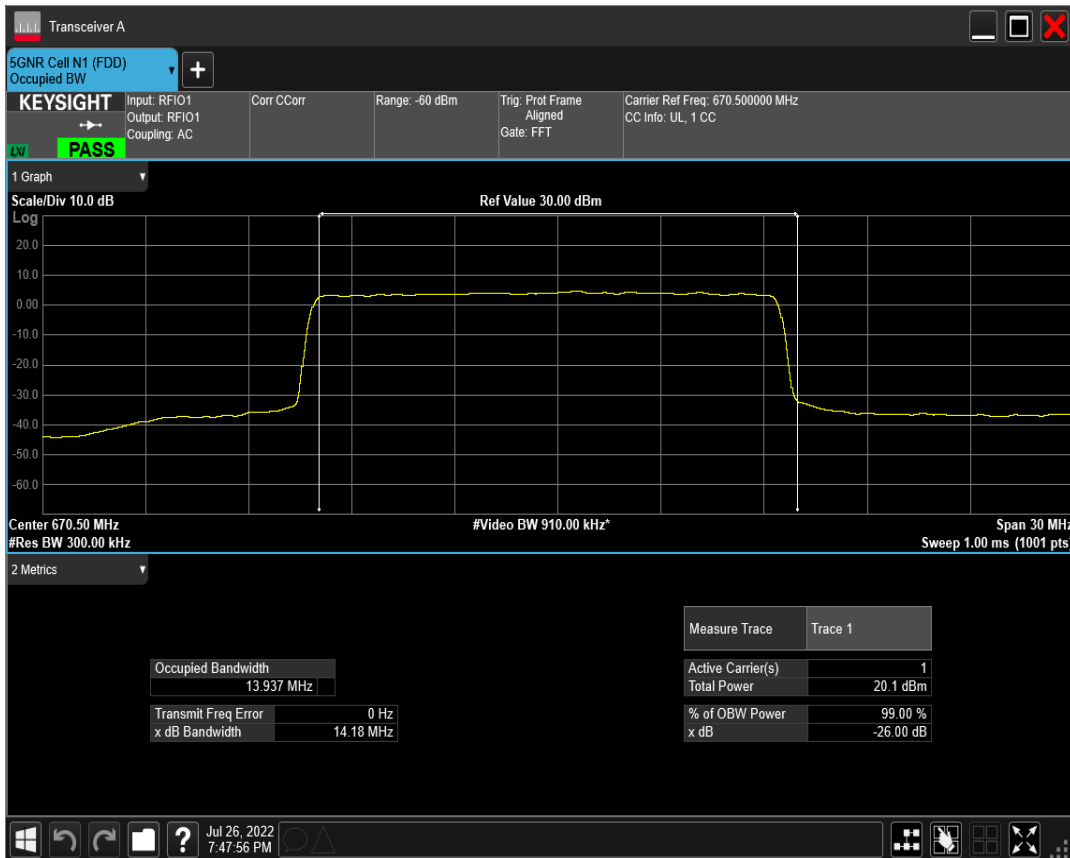 Transceiver A
5GNR Cell N1 (FDD)
Occupied BW
+
KEYSIGHT
LXI
PASS
Input: RFIO1
Output: RFIO1
Coupling: AC
Corr CCorr
Range: -60 dBm
Trig: Prot Frame
Aligned
Gate: FFT
Carrier Ref Freq: 670.500000 MHz
CC Info: UL, 1 CC
1 Graph
Scale/Div 10.0 dB
Ref Value 30.00 dBm
Log
20.0
10.0
0.00
-10.0
-20.0
-30.0
-40.0
-50.0
-60.0
Center 670.50 MHz
#Video BW 910.00 kHz*
Span 30 MHz
#Res BW 300.00 kHz
Sweep 1.00 ms (1001 pts)
2 Metrics
Measure Trace Trace 1
Occupied Bandwidth
13.937 MHz
Active Carrier(s) 1
Total Power 20.1 dBm
Transmit Freq Error 0 Hz
x dB Bandwidth 14.18 MHz
% of OBW Power 99.00 %
x dB -26.00 dB
?
Jul 26, 2022
7:47:56 PM